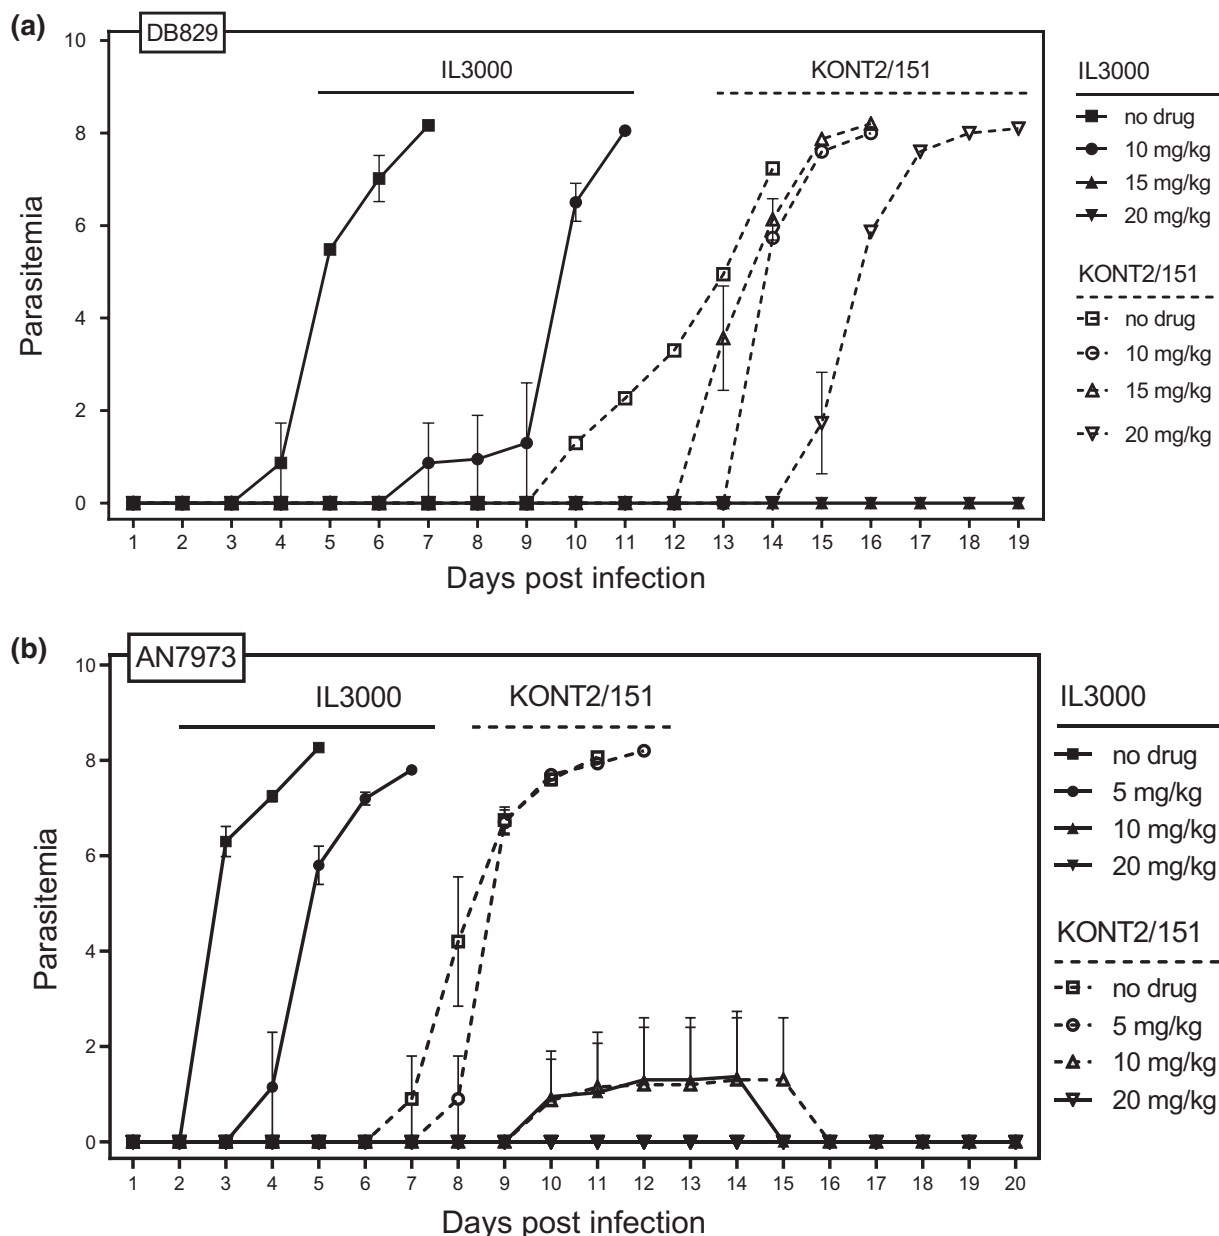 (a)
DB829
10
8
6
4
2
0
Parasitemia
IL3000
KONT2/151
1 2 3 4 5 6 7 8 9 10 11 12 13 14 15 16 17 18 19
Days post infection
IL3000
no drug
10 mg/kg
15 mg/kg
20 mg/kg
KONT2/151
no drug
10 mg/kg
15 mg/kg
20 mg/kg
(b)
AN7973
10
8
6
4
2
0
Parasitemia
IL3000
KONT2/151
1 2 3 4 5 6 7 8 9 10 11 12 13 14 15 16 17 18 19 20
Days post infection
IL3000
no drug
5 mg/kg
10 mg/kg
20 mg/kg
KONT2/151
no drug
5 mg/kg
10 mg/kg
20 mg/kg